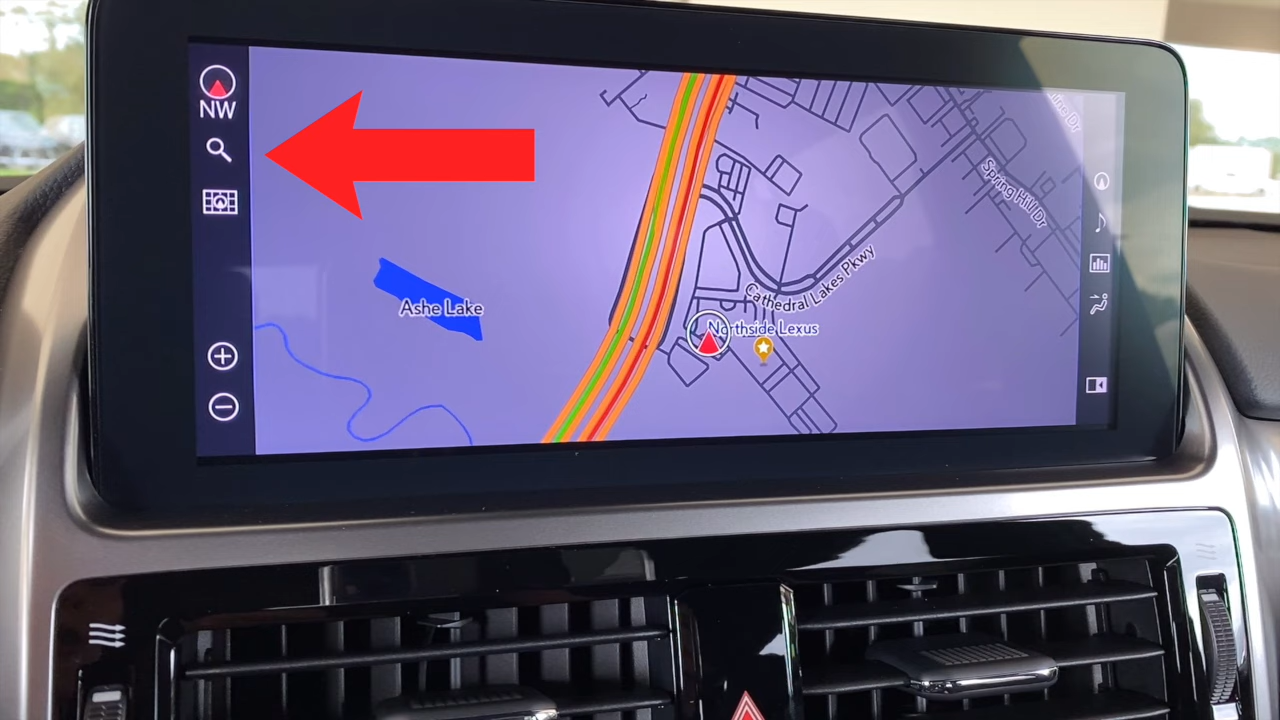 NW
Spring Hill Dr
Cathedral Lakes Pkwy
Ashe Lake
Northside Lexus